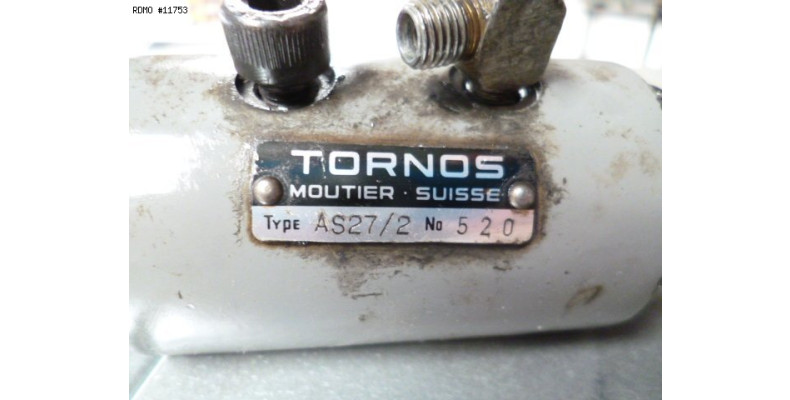 RDMO #11753
TORNOS
MOUTIER · SUISSE
TYPE AS27/2 No 520